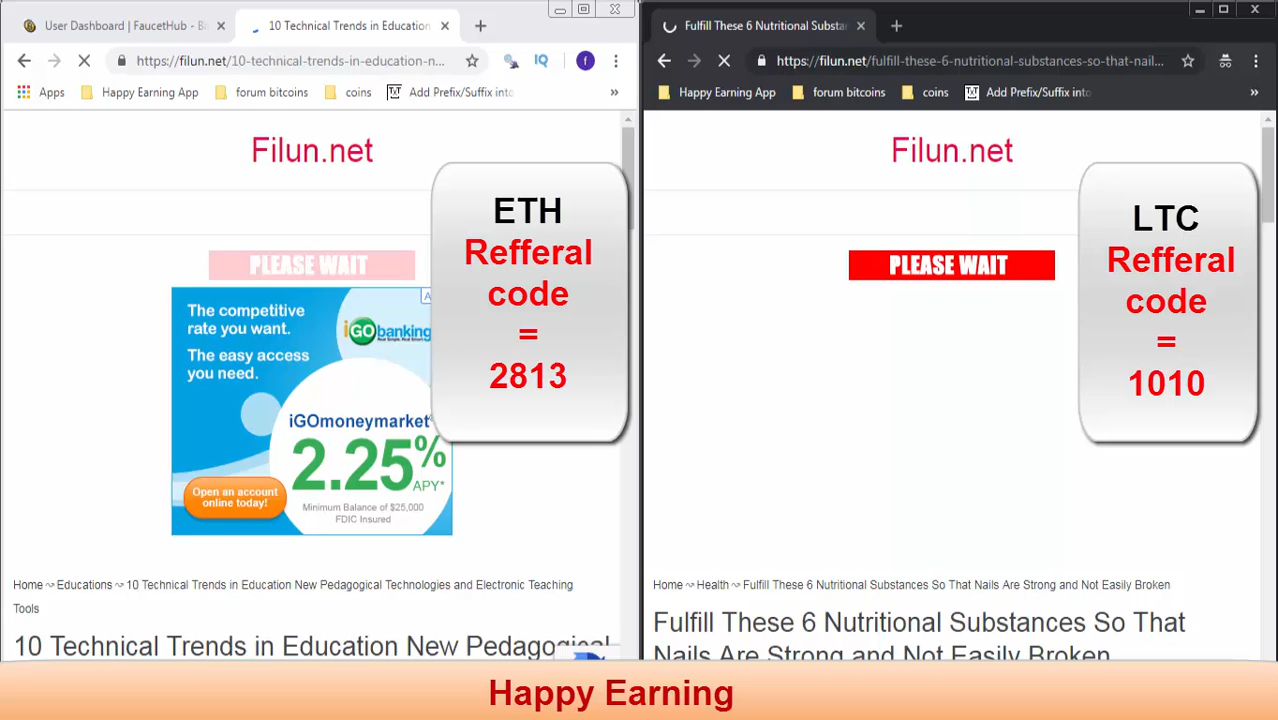 User Dashboard | FaucetHub - Bi
10 Technical Trends in Education
https://filun.net/10-technical-trends-in-education-n...
IQ
f
Apps
Happy Earning App
forum bitcoins
coins
Add Prefix/Suffix into
»
Filun.net
PLEASE WAIT
The competitive
rate you want.
The easy access
you need.
iGObanking
iGOmoneymarket
2.25%
APY*
Open an account
online today!
Minimum Balance of $25,000
FDIC Insured
ETH
Refferal
code
=
2813
Home ↝ Educations ↝ 10 Technical Trends in Education New Pedagogical Technologies and Electronic Teaching
Tools
10 Technical Trends in Education New Pedagogical
Fulfill These 6 Nutritional Substan
https://filun.net/fulfill-these-6-nutritional-substances-so-that-nail...
Happy Earning App
forum bitcoins
coins
Add Prefix/Suffix into
»
Filun.net
PLEASE WAIT
LTC
Refferal
code
=
1010
Home ↝ Health ↝ Fulfill These 6 Nutritional Substances So That Nails Are Strong and Not Easily Broken
Fulfill These 6 Nutritional Substances So That
Nails Are Strong and Not Easily Broken
Happy Earning